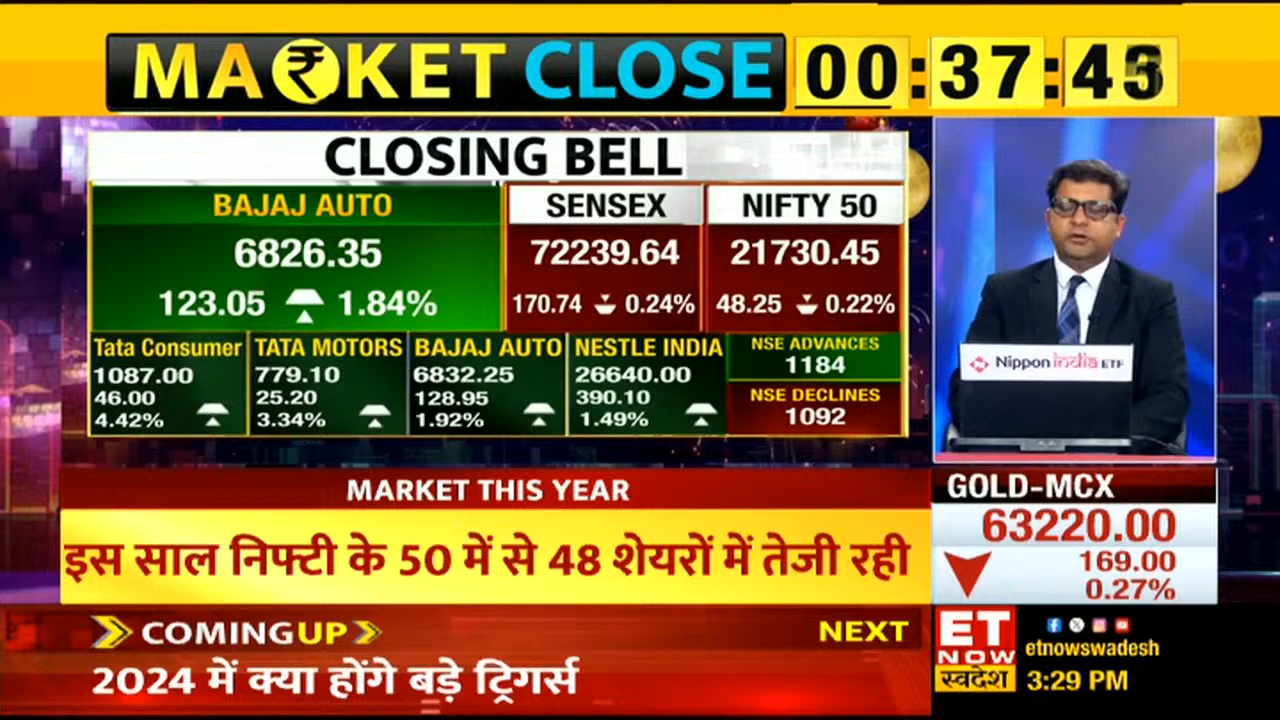 MA₹KET CLOSE
00:37:4
CLOSING BELL
BAJAJ AUTO
6826.35
123.05 1.84%
SENSEX
72239.64
170.74 0.24%
NIFTY 50
21730.45
48.25 0.22%
Tata Consumer
1087.00
46.00
4.42%
TATA MOTORS
779.10
25.20
3.34%
BAJAJ AUTO
6832.25
128.95
1.92%
NESTLE INDIA
26640.00
390.10
1.49%
NSE ADVANCES
1184
NSE DECLINES
1092
Nippon india ETF
MARKET THIS YEAR
इस साल निफ्टी के 50 में से 48 शेयरों में तेजी रही
GOLD-MCX
63220.00
169.00
0.27%
COMING UP
NEXT
2024 में क्या होंगे बड़े ट्रिगर्स
ET
NOW
स्वदेश
etnowswadesh
3:29 PM